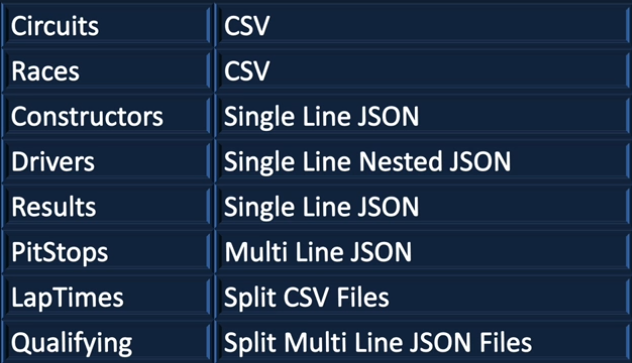 Circuits CSV
Races CSV
Constructors Single Line JSON
Drivers Single Line Nested JSON
Results Single Line JSON
PitStops Multi Line JSON
LapTimes Split CSV Files
Qualifying Split Multi Line JSON Files